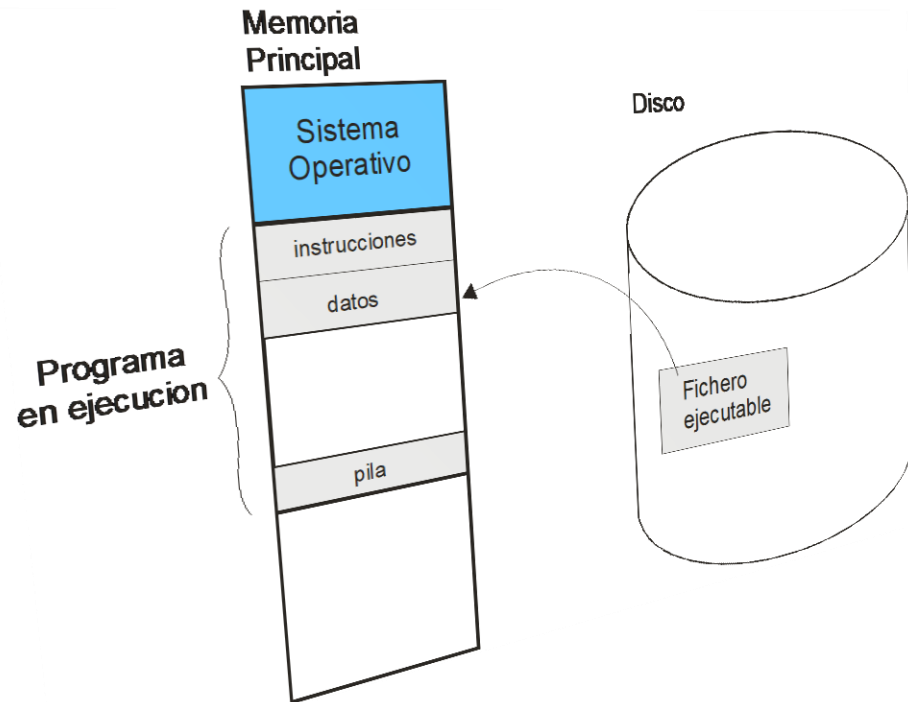 Memoria
Principal
Sistema
Operativo
Disco
instrucciones
datos
Programa
en ejecucion
Fichero
ejecutable
pila